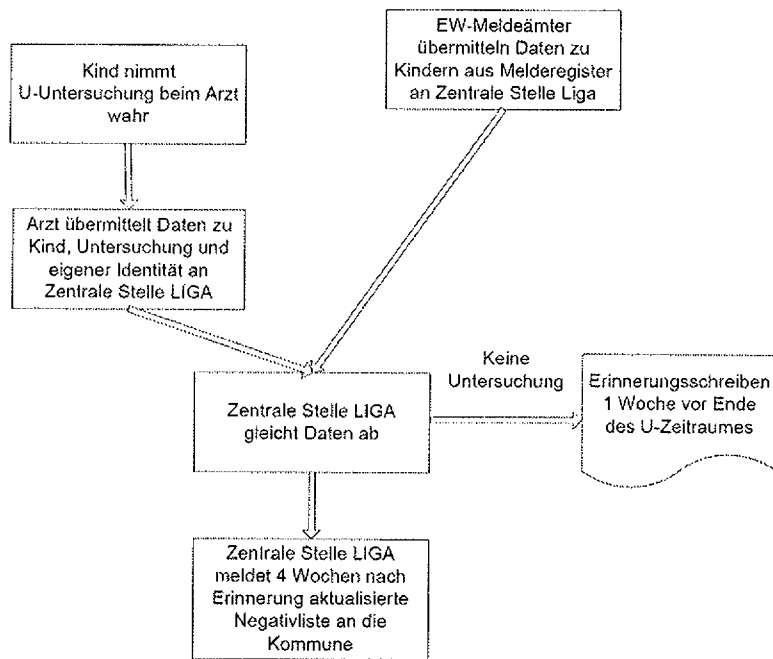 Kind nimmt
U-Untersuchung beim Arzt
wahr
EW-Meldeämter
übermitteln Daten zu
Kindern aus Melderegister
an Zentrale Stelle Liga
Arzt übermittelt Daten zu
Kind, Untersuchung und
eigener Identität an
Zentrale Stelle LIGA
Zentrale Stelle LIGA
gleicht Daten ab
Keine
Untersuchung
Erinnerungsschreiben
1 Woche vor Ende
des U-Zeitraumes
Zentrale Stelle LIGA
meldet 4 Wochen nach
Erinnerung aktualisierte
Negativliste an die
Kommune